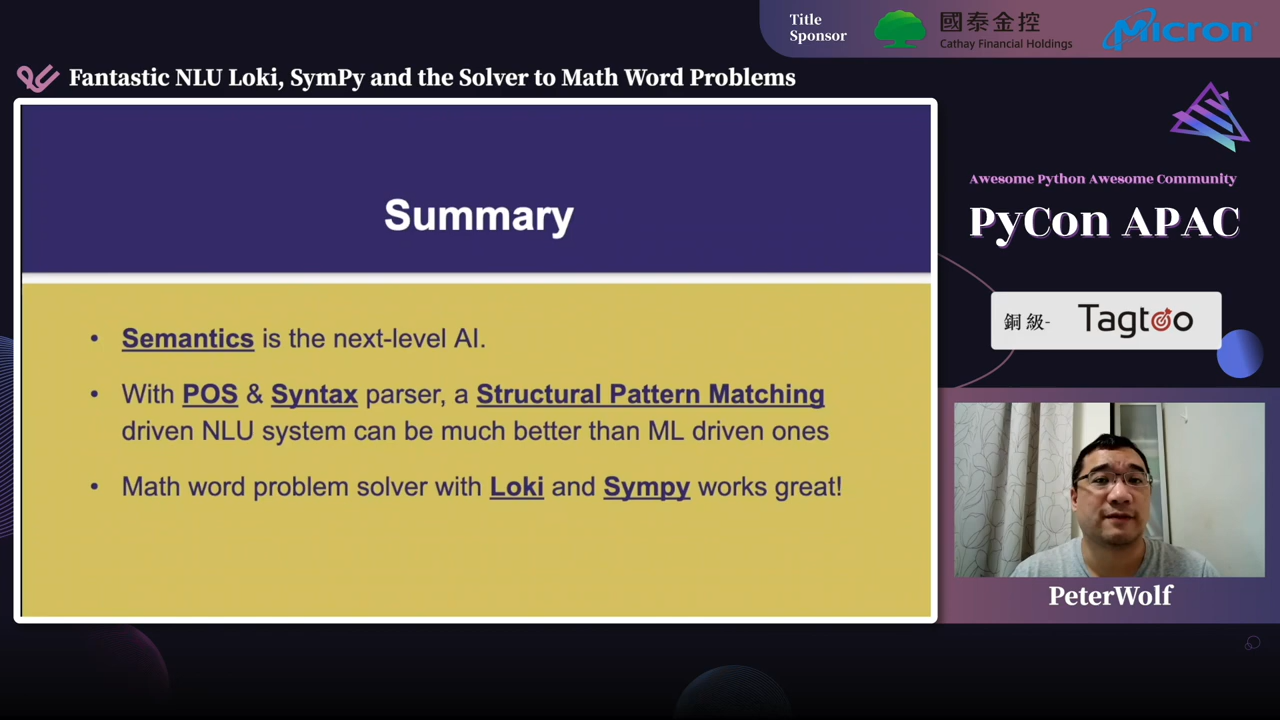 Title
Sponsor
國泰金控
Cathay Financial Holdings
Micron
Fantastic NLU Loki, SymPy and the Solver to Math Word Problems
Summary
• Semantics is the next-level AI.
• With POS & Syntax parser, a Structural Pattern Matching
driven NLU system can be much better than ML driven ones
• Math word problem solver with Loki and Sympy works great!
Awesome Python Awesome Community
PyCon APAC
銅級- Tagtoo
PeterWolf